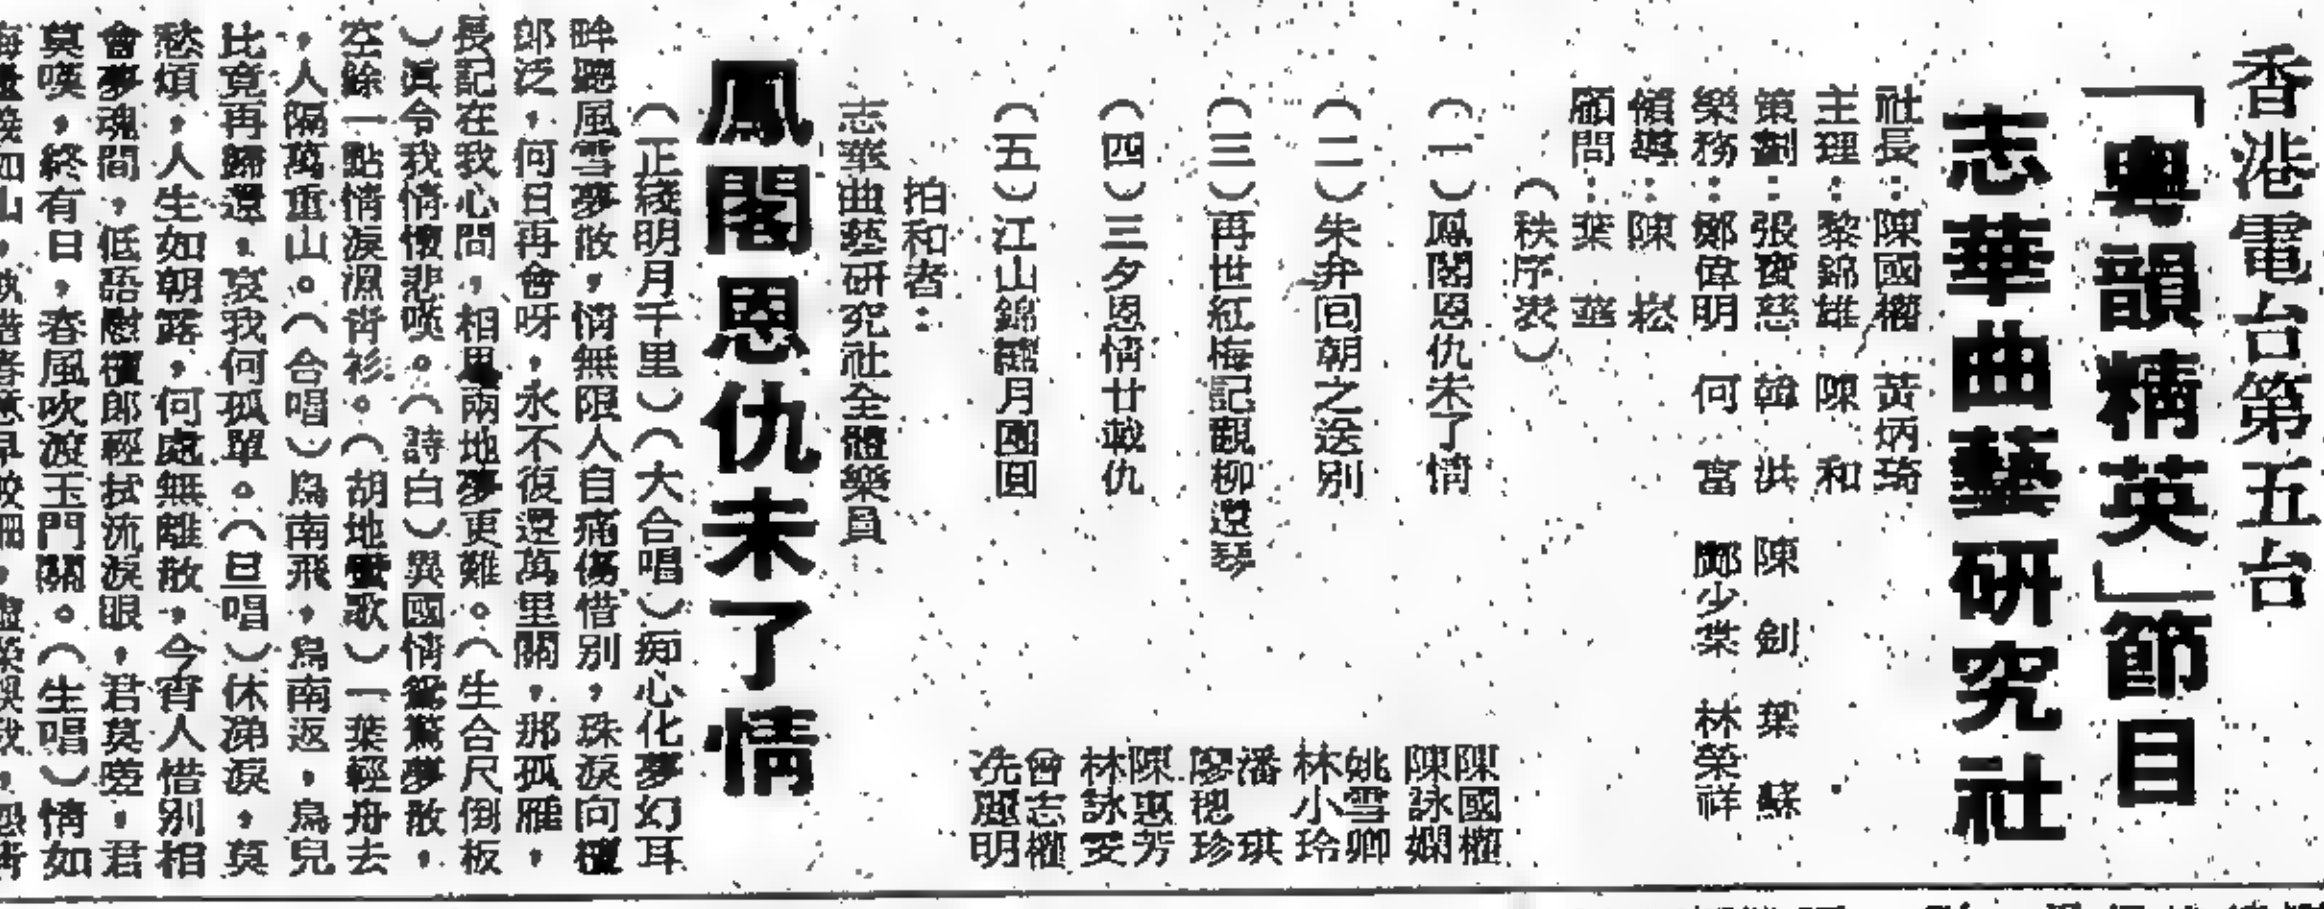 香港電台第五台
「粵韻精英」節目
志華曲藝研究社
社長：陳國權 黃炳琦
主理：黎錦雄 陳和
策劃：張寶慈 韓洪 陳劍 葉蘇
樂務：鄭偉明 何富 鄭少棠 林榮祥
領導：陳崧
顧問：葉華
（秩序表）
（一）鳳閣恩仇未了情 陳國權 陳詠嫻
（二）朱弁回朝之送別 姚雪卿 林小玲
（三）再世紅梅記觀柳還琴 潘琪 廖穗珍
（四）三夕恩情廿載仇 陳惠芳 林詠雯
（五）江山錦繡月團圓 曾志權 冼麗明
拍和者：
志華曲藝研究社全體樂員
鳳閣恩仇未了情
（正綫明月千里）（大合唱）痴心化夢幻耳
畔聽風雪夢散，情無限人自痛傷惜別，珠淚向檀
郎泛，何日再會呀，永不復還萬里關，那孤雁，
長記在我心間，相思兩地夢更難。（生合尺倒板
）眞令我情懷悲嘆。（詩白）異國情鴛驚夢散，
空餘一點情淚濕靑衫。（胡地蠻歌）一葉輕舟去
，人隔萬重山。（合唱）鳥南飛，鳥南返，鳥兒
比竟再歸還，哀我何孤單。（旦唱）休涕淚，莫
愁煩，人生如朝露，何處無離散，今宵人惜別相
會夢魂間，低語慰檀郎輕拭流淚眼，君莫嗟，君
莫嘆，終有日，春風吹渡玉門關。（生唱）情如